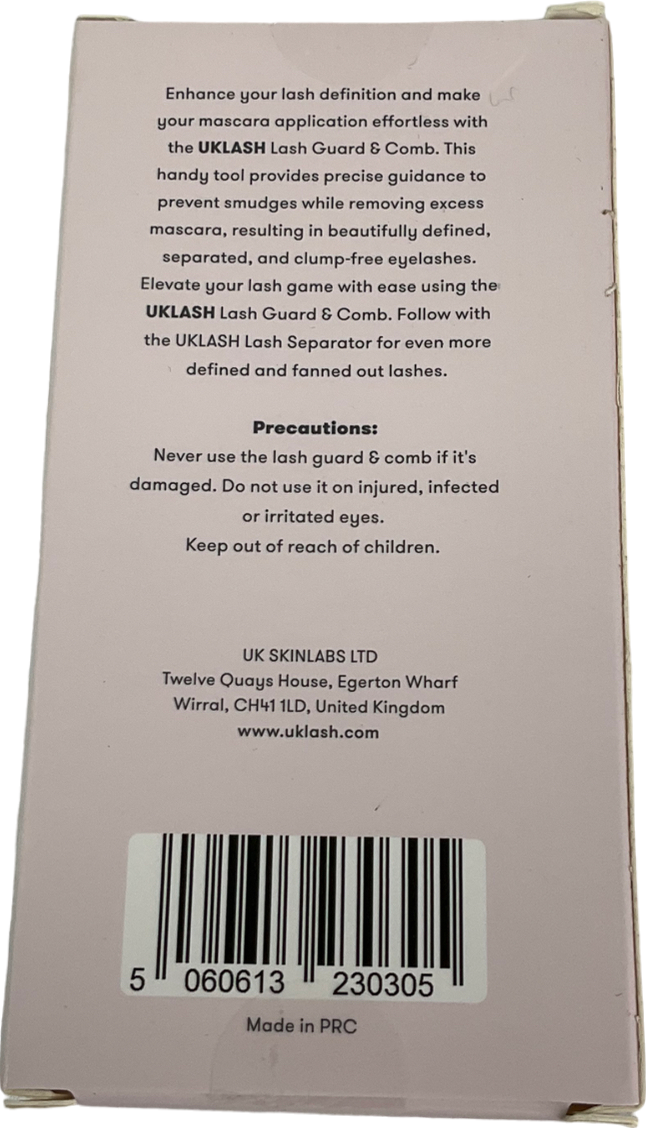 Enhance your lash definition and make
your mascara application effortless with
the UKLASH Lash Guard & Comb. This
handy tool provides precise guidance to
prevent smudges while removing excess
mascara, resulting in beautifully defined,
separated, and clump-free eyelashes.
Elevate your lash game with ease using the
UKLASH Lash Guard & Comb. Follow with
the UKLASH Lash Separator for even more
defined and fanned out lashes.
Precautions:
Never use the lash guard & comb if it's
damaged. Do not use it on injured, infected
or irritated eyes.
Keep out of reach of children.
UK SKINLABS LTD
Twelve Quays House, Egerton Wharf
Wirral, CH41 1LD, United Kingdom
www.uklash.com
5 060613 230305
Made in PRC